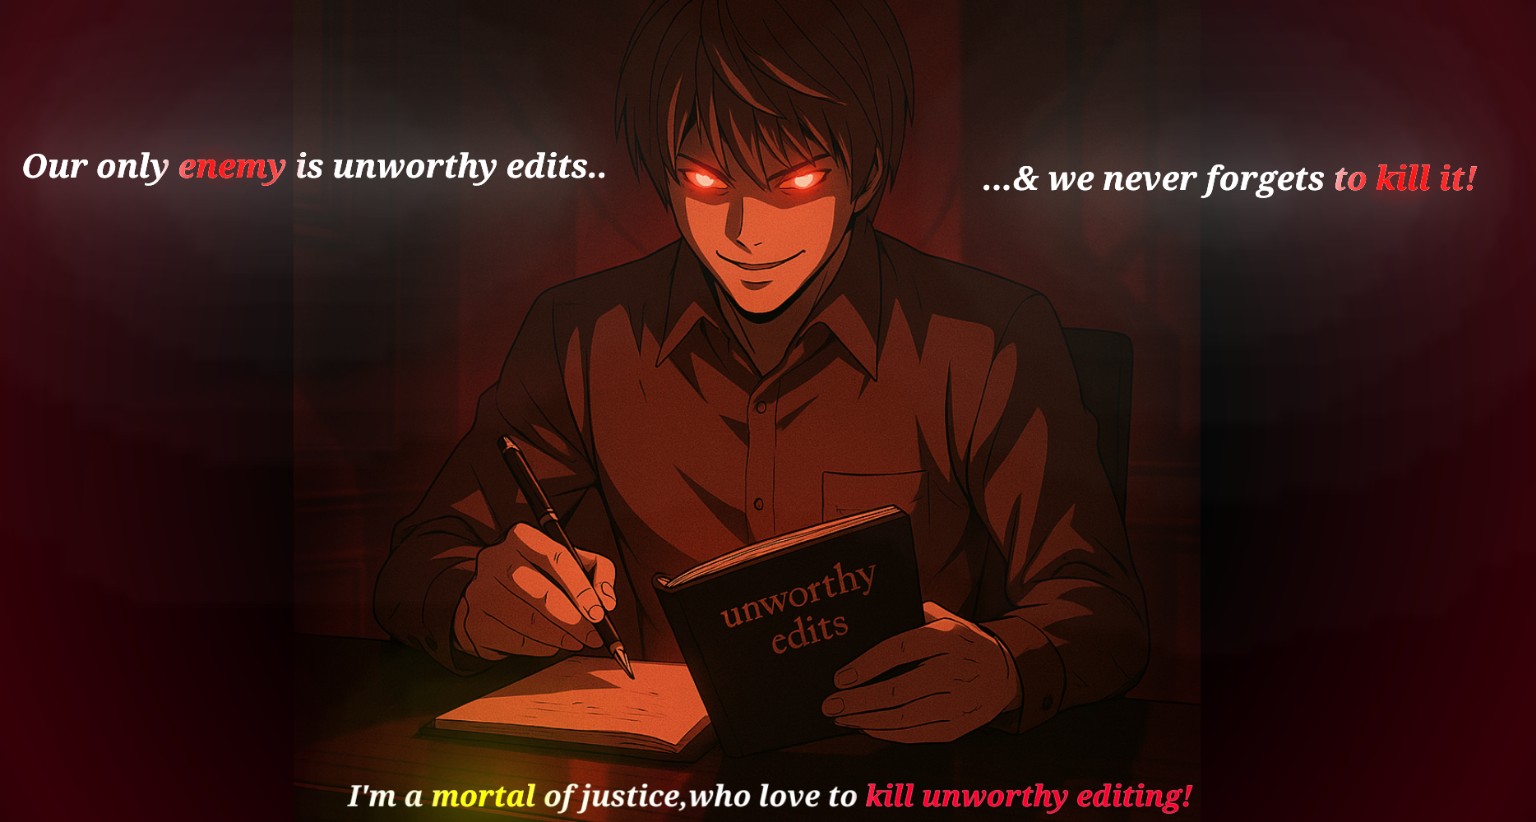 Our only enemy is unworthy edits..
...& we never forgets to kill it!
unworthy
edits
I'm a mortal of justice,who love to kill unworthy editing!